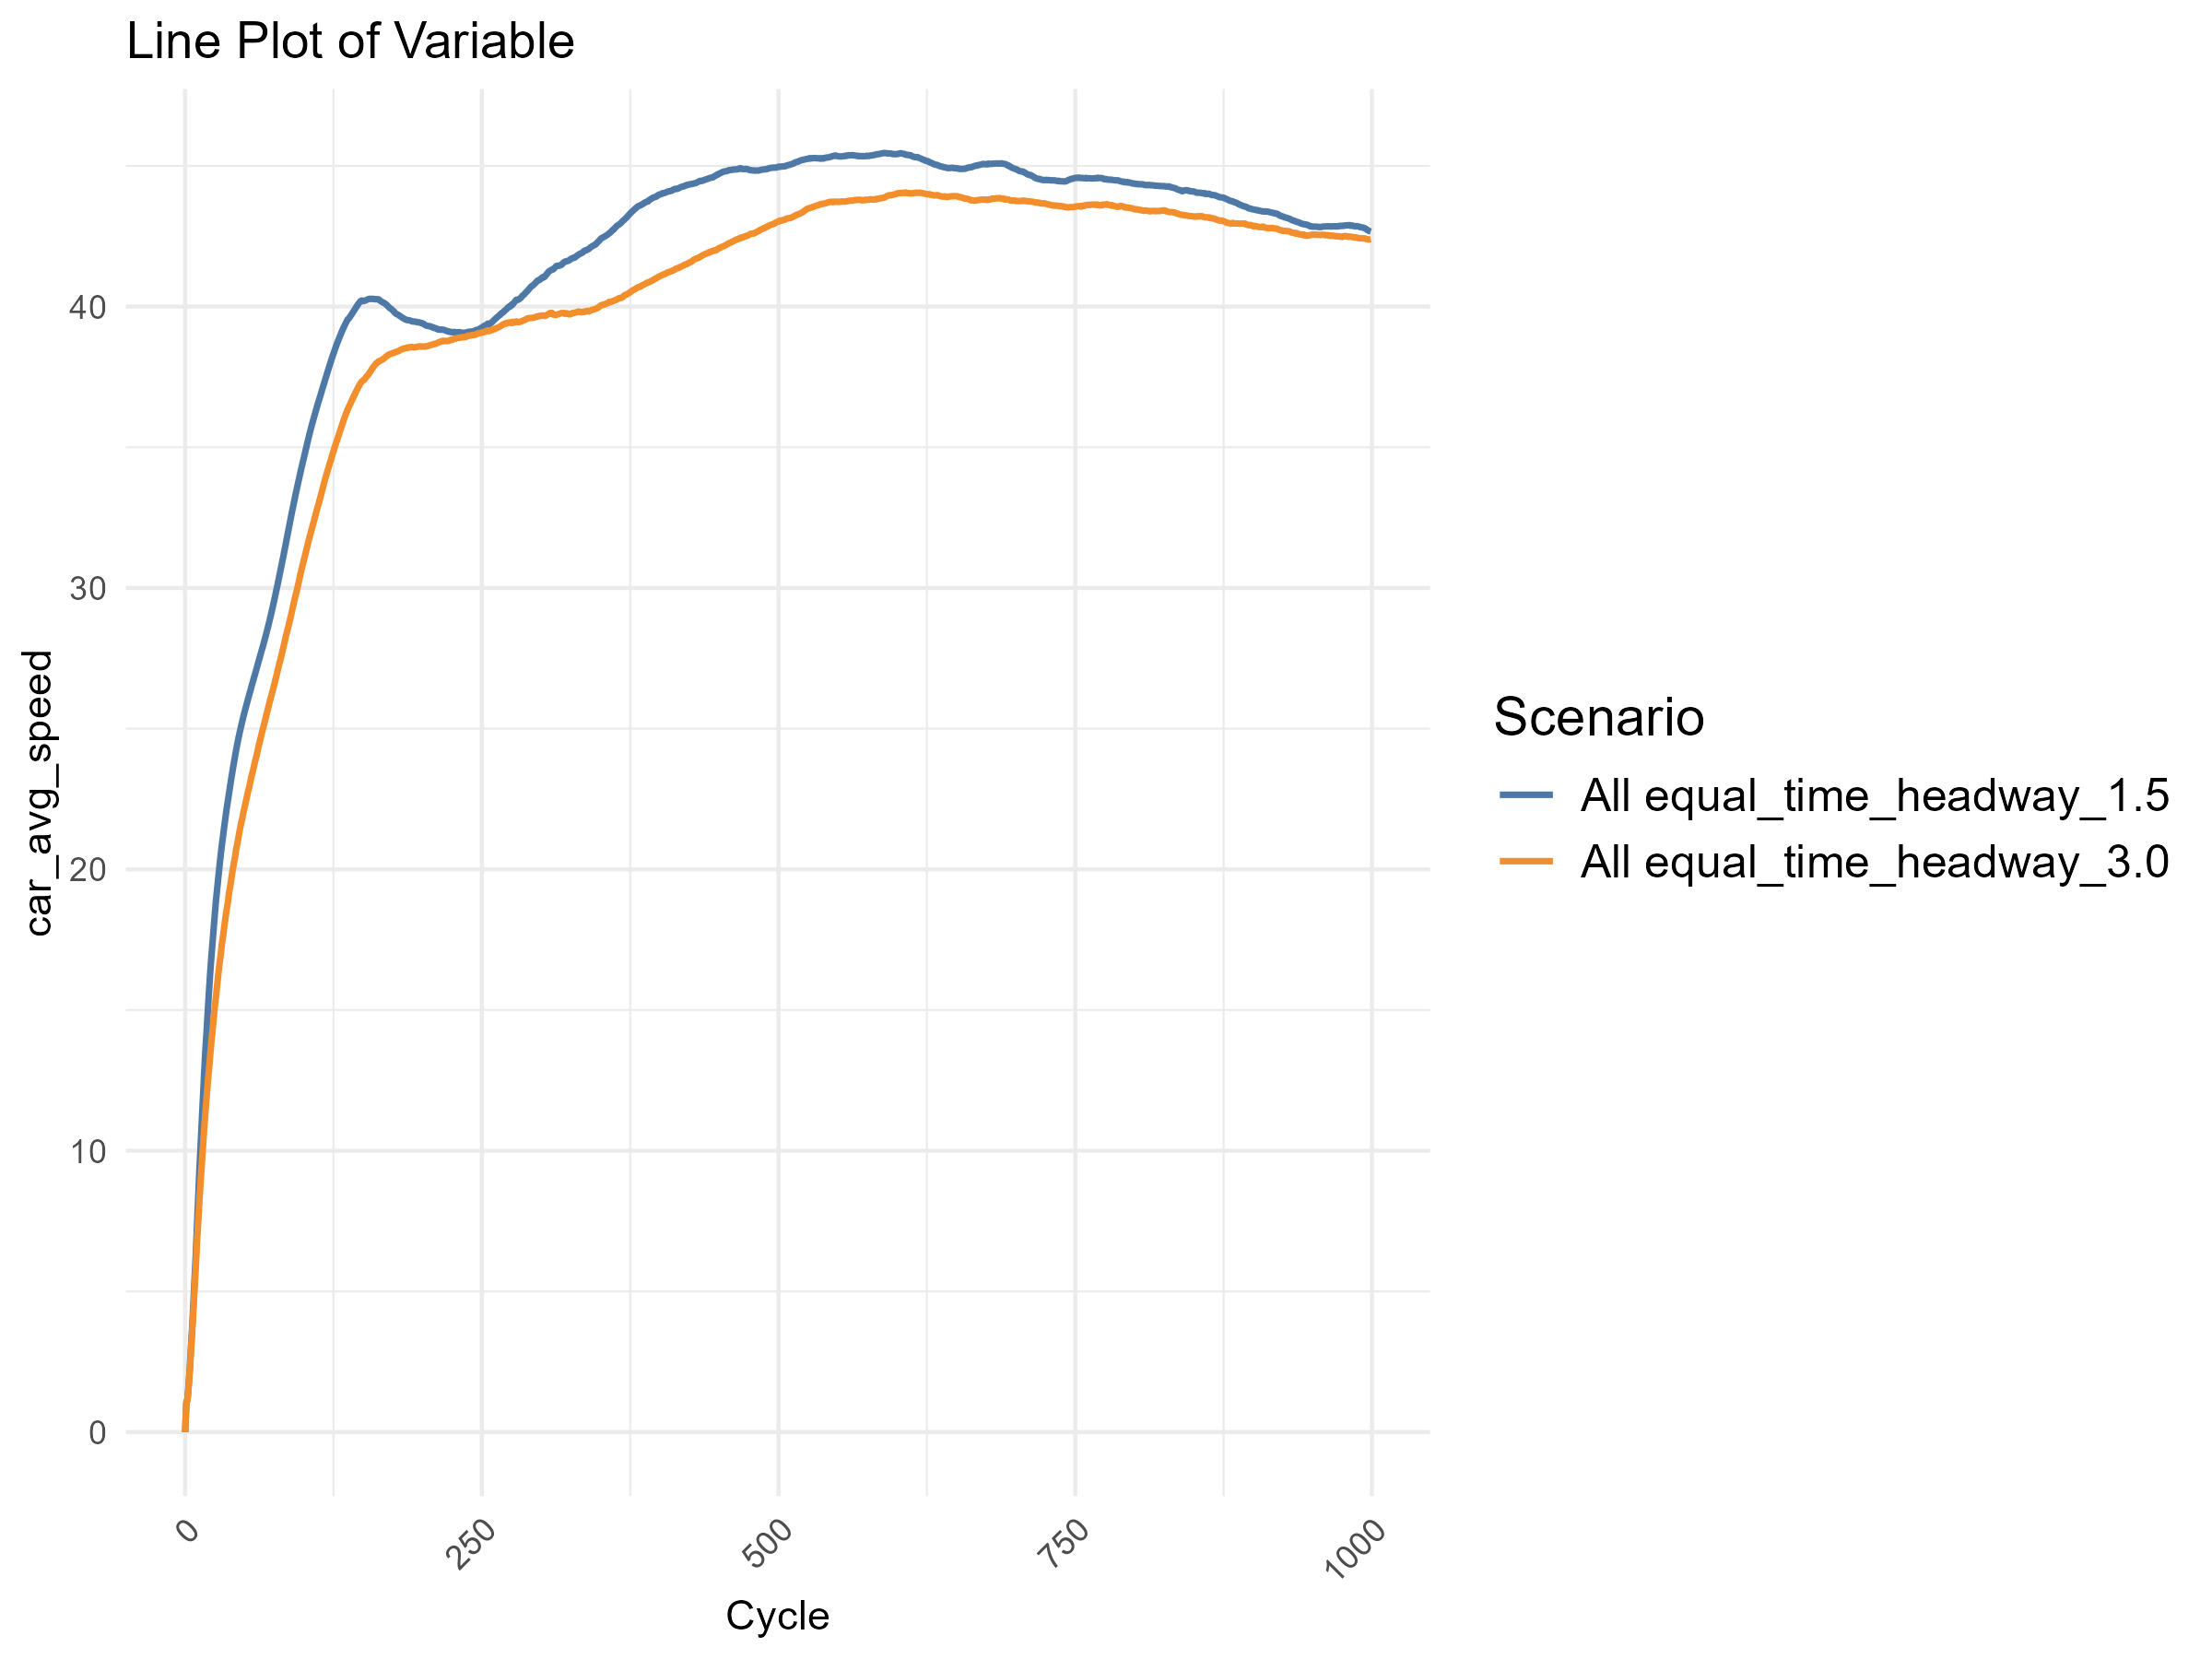 Line Plot of Variable
car_avg_speed
40
30
20
10
0
0
250
500
750
1000
Cycle
Scenario
All equal_time_headway_1.5
All equal_time_headway_3.0